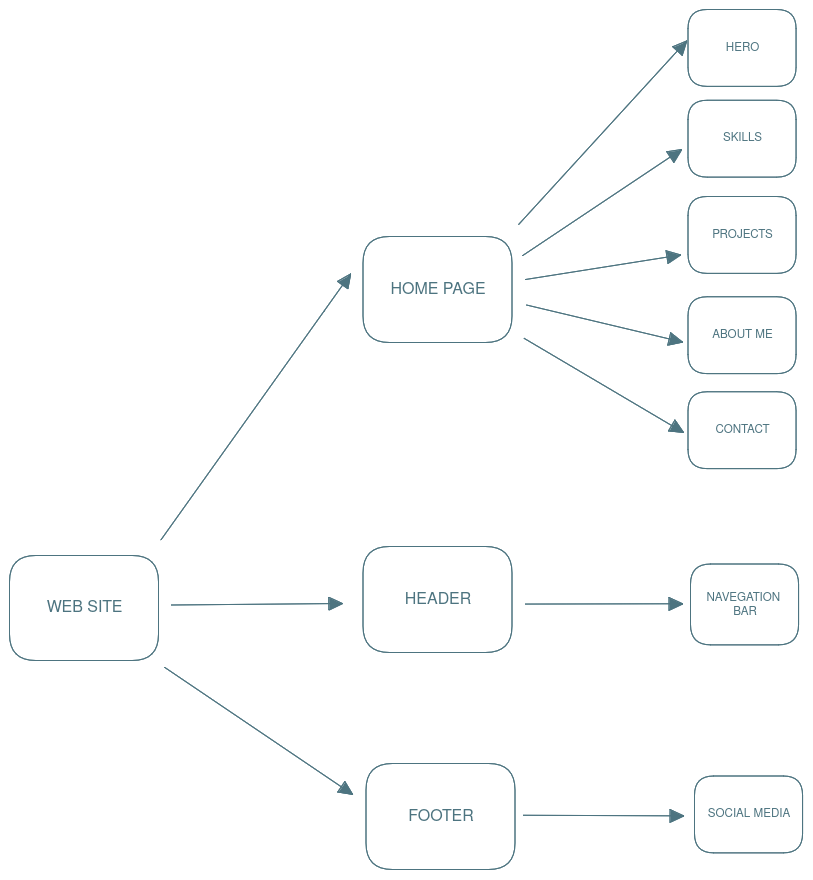 HERO
SKILLS
PROJECTS
HOME PAGE
ABOUT ME
CONTACT
WEB SITE
HEADER
NAVEGATION
BAR
FOOTER
SOCIAL MEDIA